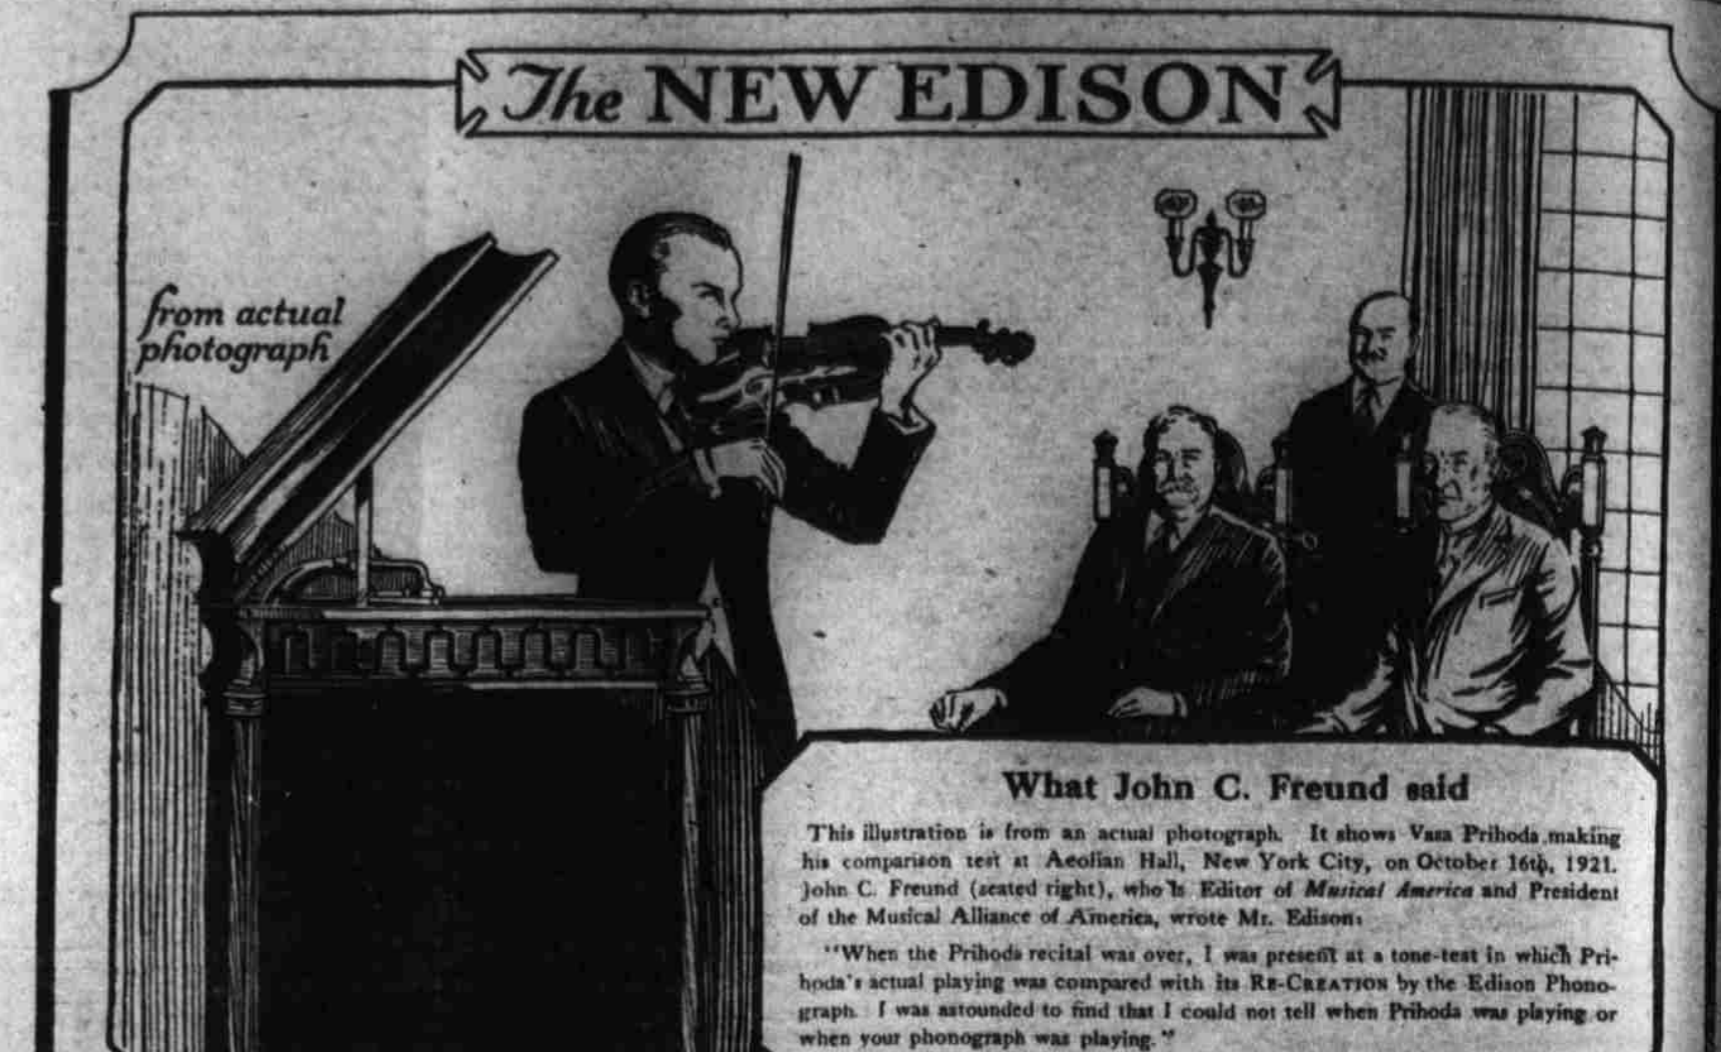 The NEW EDISON
from actual
photograph
What John C. Freund said
This illustration is from an actual photograph. It shows Vasa Prihoda making
his comparison test at Aeolian Hall, New York City, on October 16th, 1921.
John C. Freund (seated right), who is Editor of Musical America and President
of the Musical Alliance of America, wrote Mr. Edison:
"When the Prihoda recital was over, I was present at a tone-test in which Pri-
hoda's actual playing was compared with its RE-CREATION by the Edison Phono-
graph. I was astounded to find that I could not tell when Prihoda was playing or
when your phonograph was playing."